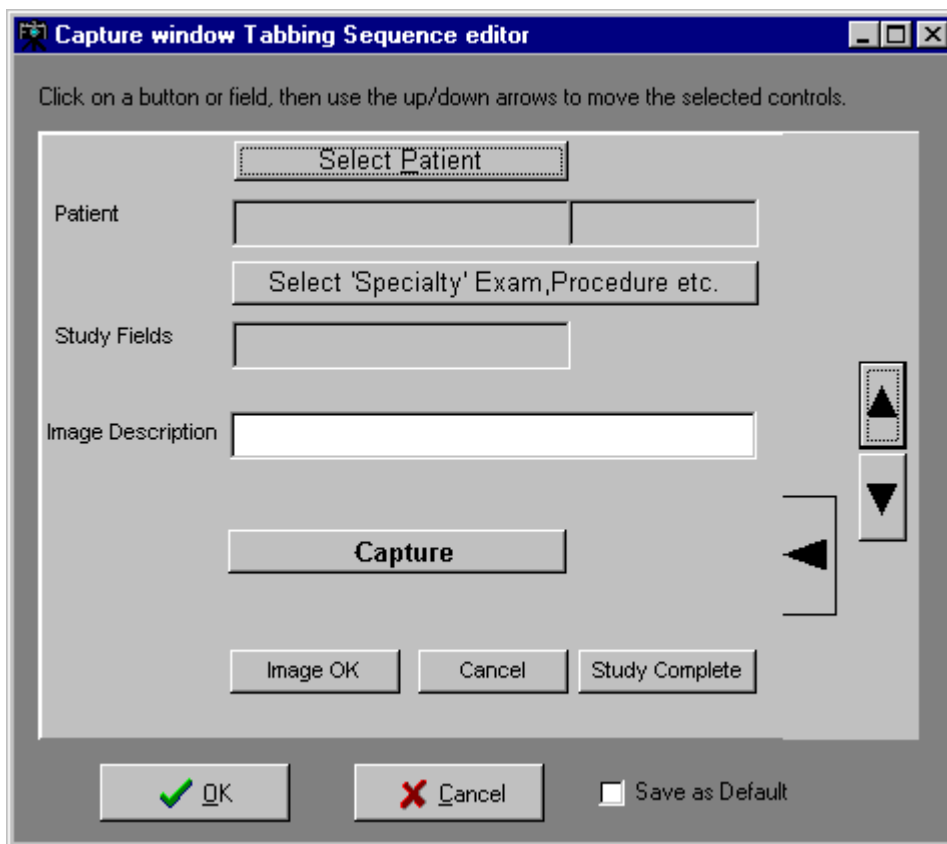 Capture window Tabbing Sequence editor
Click on a button or field, then use the up/down arrows to move the selected controls.
Select Patient
Patient
Select 'Specialty' Exam,Procedure etc.
Study Fields
Image Description
Capture
Image OK Cancel Study Complete
OK Cancel Save as Default